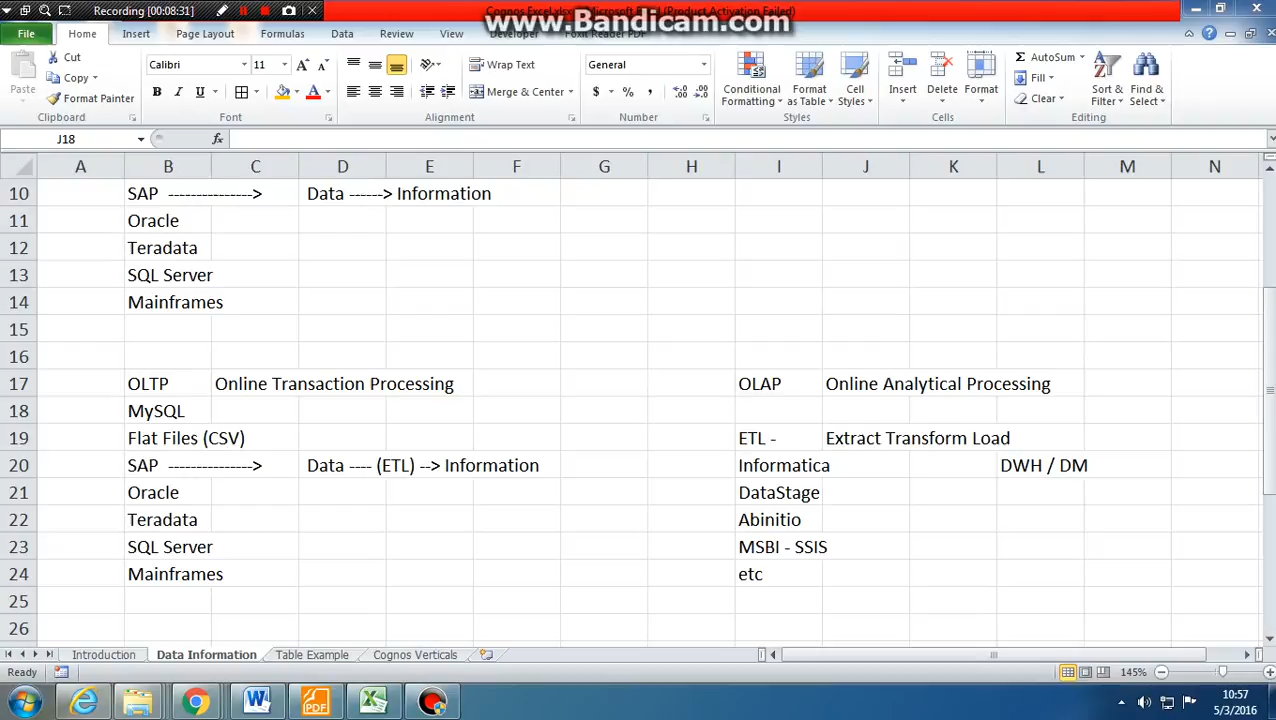 Recording [00:08:31]
Cognos Excel.xlsx - Microsoft Excel (Product Activation Failed)
www.Bandicam.com
File Home Insert Page Layout Formulas Data Review View Developer Foxit Reader PDF
Paste Cut Copy Format Painter Clipboard
Calibri 11 B I U A A A Font
Wrap Text Merge & Center Alignment
General $ % , Number
Conditional Formatting Format as Table Cell Styles Styles
Insert Delete Format Cells
Σ AutoSum Fill Clear Sort & Filter Find & Select Editing
J18 fx
A B C D E F G H I J K L M N
10 SAP ---------------> Data ------> Information
11 Oracle
12 Teradata
13 SQL Server
14 Mainframes
15
16
17 OLTP Online Transaction Processing OLAP Online Analytical Processing
18 MySQL
19 Flat Files (CSV) ETL - Extract Transform Load
20 SAP ---------------> Data ---- (ETL) --> Information Informatica DWH / DM
21 Oracle DataStage
22 Teradata Abinitio
23 SQL Server MSBI - SSIS
24 Mainframes etc
25
26
Introduction Data Information Table Example Cognos Verticals
Ready 145%
10:57
5/3/2016